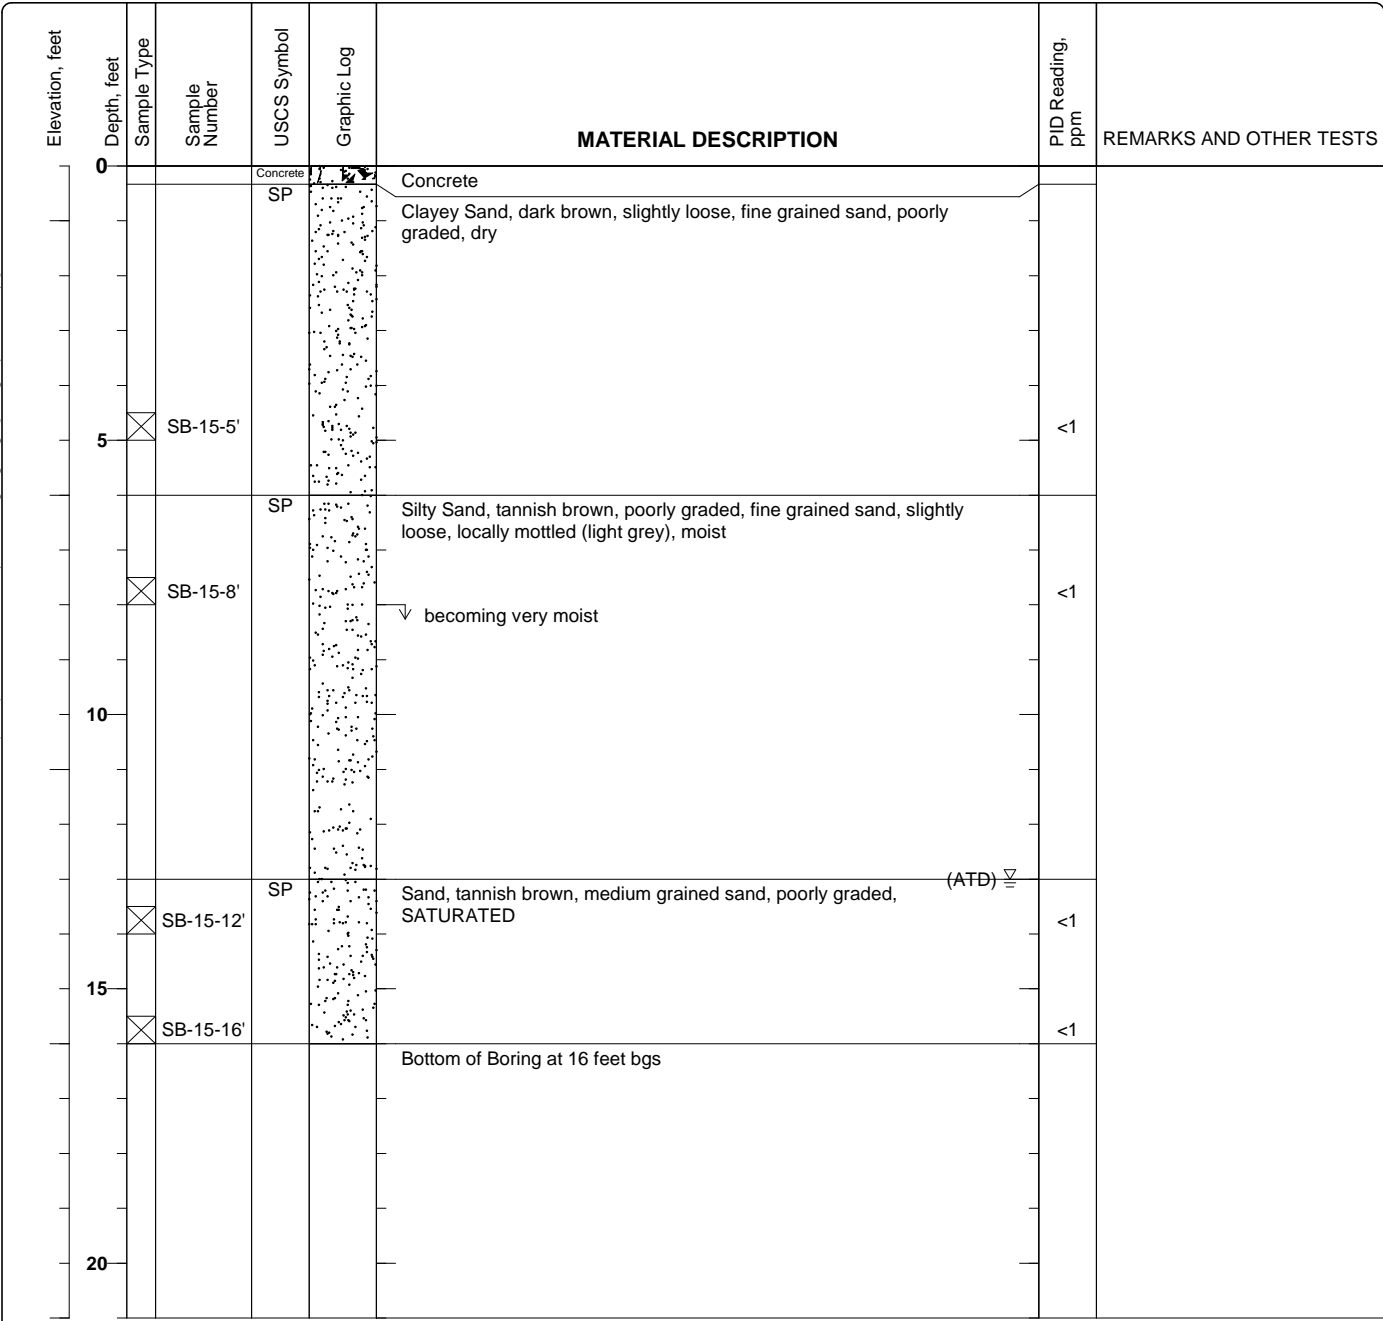 Elevation, feet
Depth, feet
Sample Type
Sample
Number
USCS Symbol
Graphic Log
MATERIAL DESCRIPTION
PID Reading,
ppm
REMARKS AND OTHER TESTS
0
Concrete
Concrete
SP
Clayey Sand, dark brown, slightly loose, fine grained sand, poorly
graded, dry
SB-15-5'
<1
5
SP
Silty Sand, tannish brown, poorly graded, fine grained sand, slightly
loose, locally mottled (light grey), moist
SB-15-8'
<1
becoming very moist
10
(ATD)
SP
Sand, tannish brown, medium grained sand, poorly graded,
SATURATED
SB-15-12'
<1
15
SB-15-16'
<1
Bottom of Boring at 16 feet bgs
20